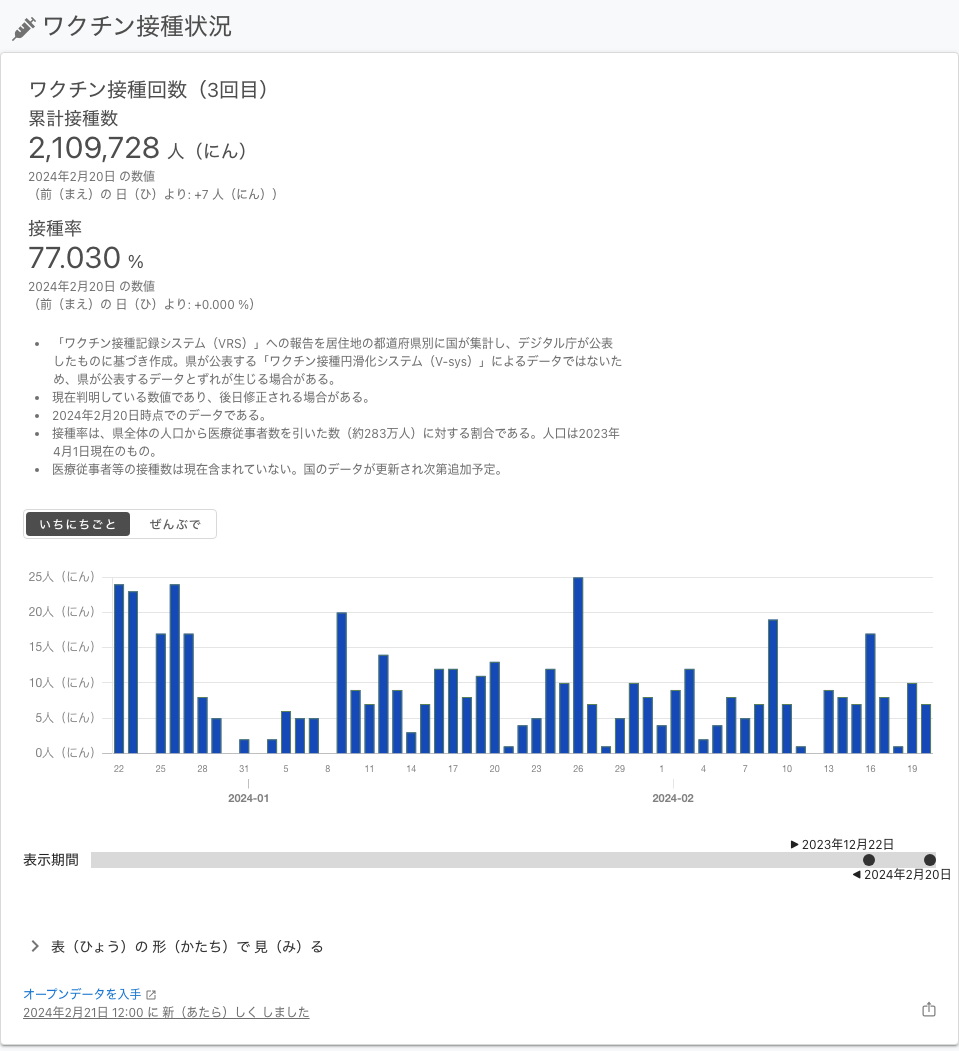 ワクチン接種状況
ワクチン接種回数（3回目）
累計接種数
2,109,728 人（にん）
2024年2月20日 の数値
（前（まえ）の 日（ひ）より: +7 人（にん））
接種率
77.030 %
2024年2月20日 の数値
（前（まえ）の 日（ひ）より: +0.000 %）
• 「ワクチン接種記録システム（VRS）」への報告を居住地の都道府県別に国が集計し、デジタル庁が公表
したものに基づき作成。県が公表する「ワクチン接種円滑化システム（V-sys）」によるデータではないた
め、県が公表するデータとずれが生じる場合がある。
• 現在判明している数値であり、後日修正される場合がある。
• 2024年2月20日時点でのデータである。
• 接種率は、県全体の人口から医療従事者数を引いた数（約283万人）に対する割合である。人口は2023年
4月1日現在のもの。
• 医療従事者等の接種数は現在含まれていない。国のデータが更新され次第追加予定。
いちにちごと ぜんぶで
25人（にん）
20人（にん）
15人（にん）
10人（にん）
5人（にん）
0人（にん）
22 25 28 31 5 8 11 14 17 20 23 26 29 1 4 7 10 13 16 19
2024-01 2024-02
▶ 2023年12月22日
表示期間
◀ 2024年2月20日
表（ひょう）の 形（かたち）で 見（み）る
オープンデータを入手
2024年2月21日 12:00 に 新（あたら）しく しました